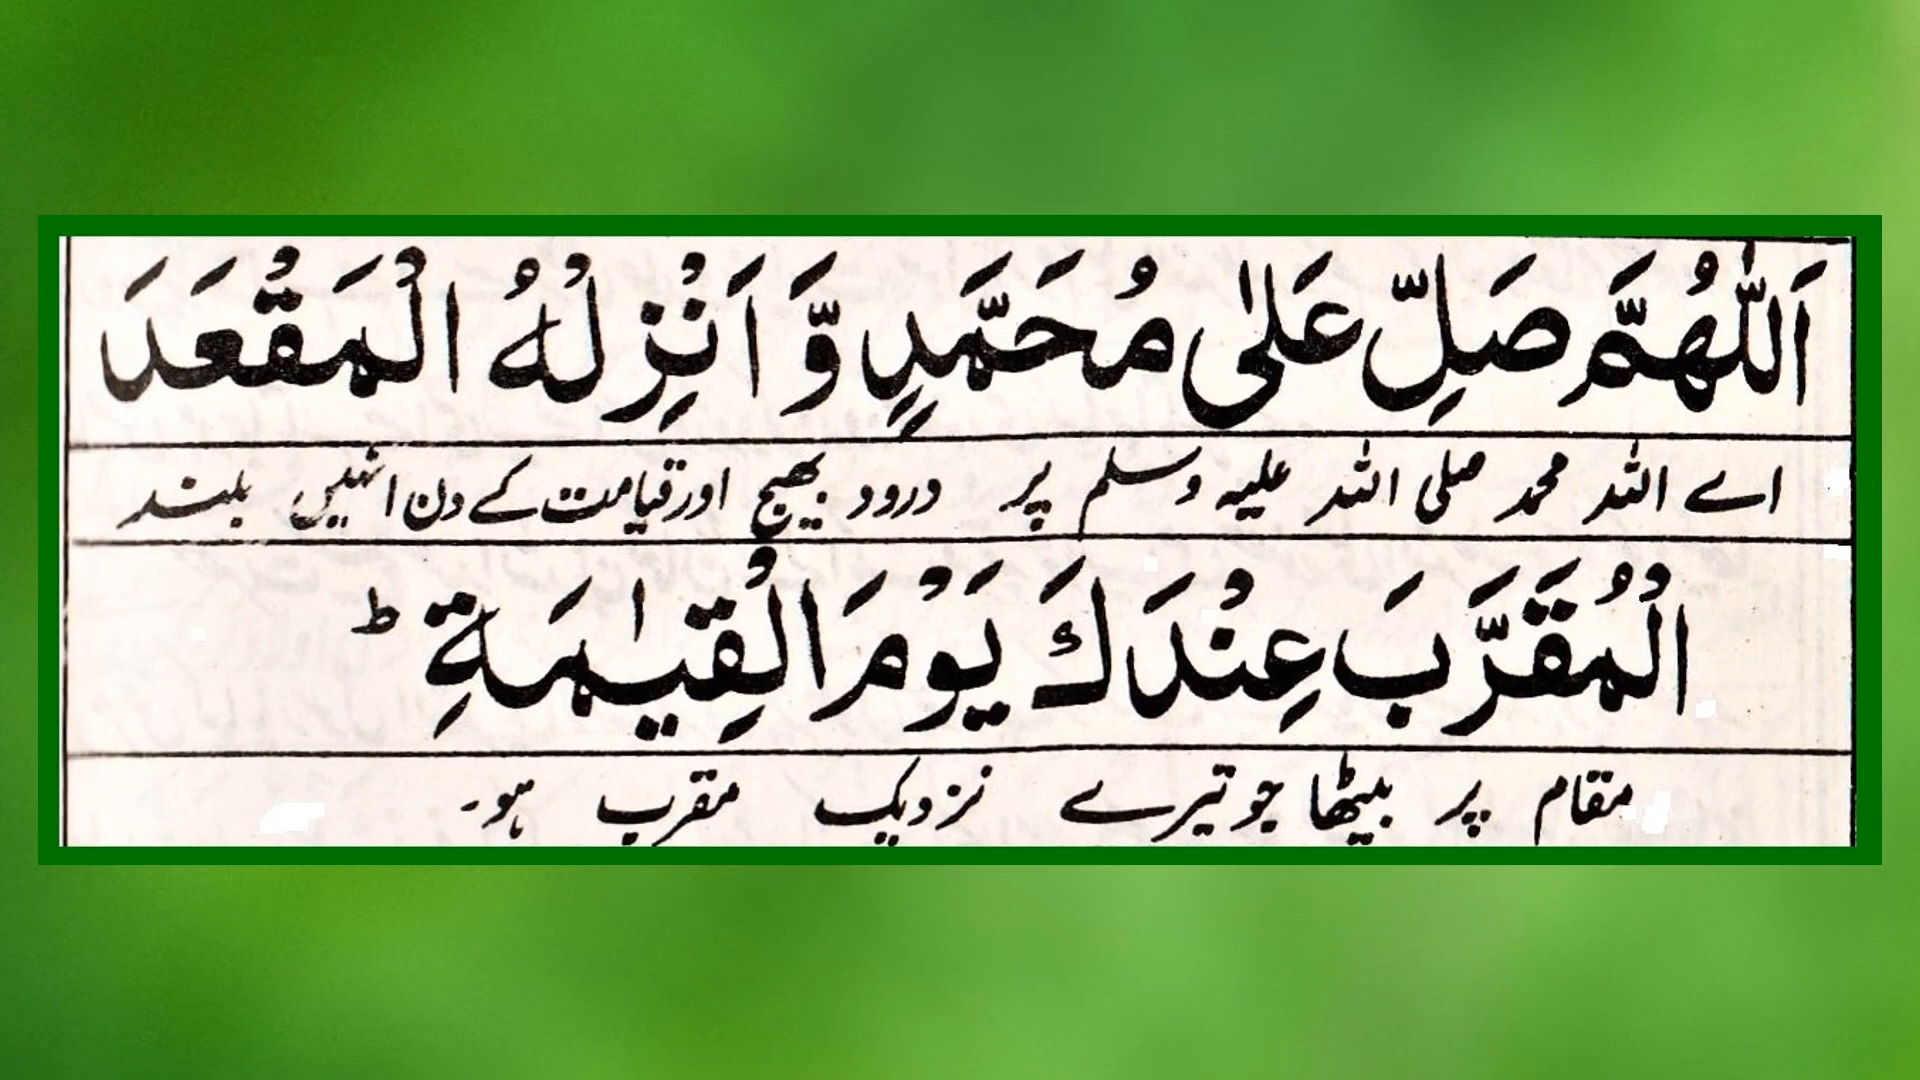 اَللّٰهُمَّ صَلِّ عَلٰى مُحَمَّدٍ وَّ اَنْزِلْهُ الْمَقْعَدَ
اے اللہ محمد صلی اللہ علیہ وسلم پر درود بھیج اور قیامت کے دن انہیں بلند
الْمُقَرَّبَ عِنْدَكَ يَوْمَ الْقِيٰمَةِ ؕ
مقام پر بیٹھا جو تیرے نزدیک مقرب ہو۔